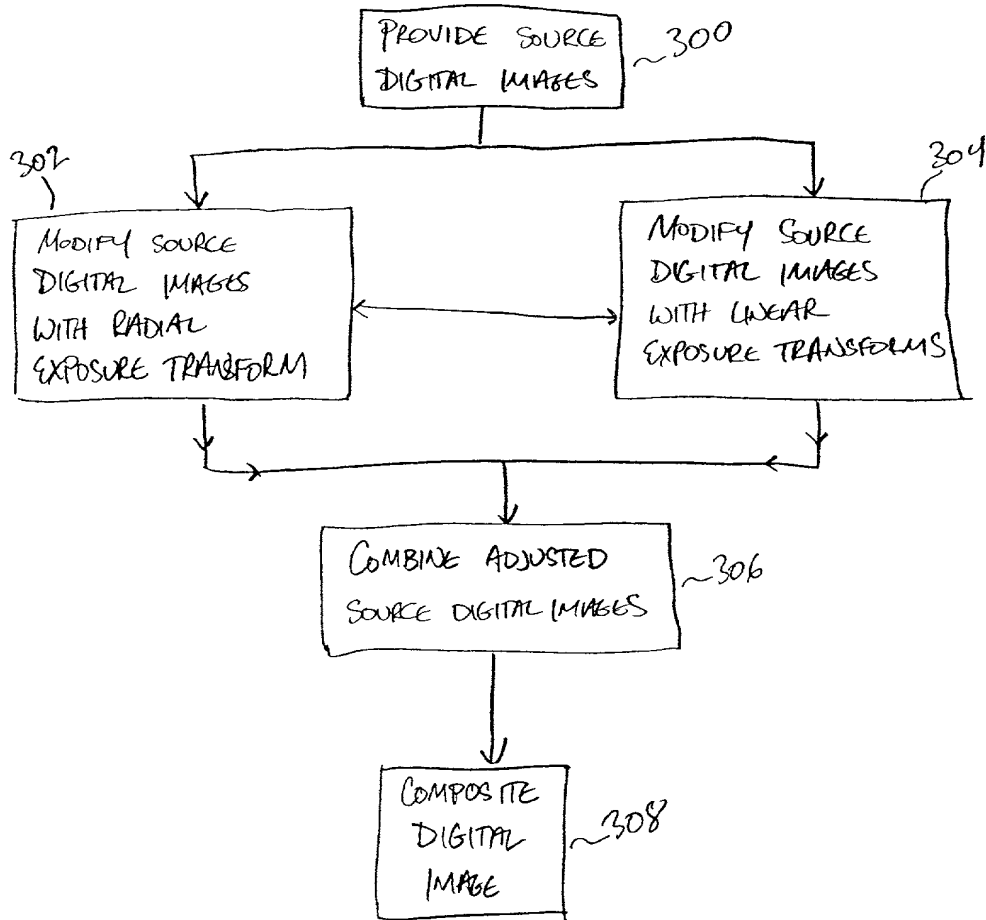 PROVIDE SOURCE
DIGITAL IMAGES
300
302
MODIFY SOURCE
DIGITAL IMAGES
WITH RADIAL
EXPOSURE TRANSFORM
304
MODIFY SOURCE
DIGITAL IMAGES
WITH LINEAR
EXPOSURE TRANSFORMS
COMBINE ADJUSTED
SOURCE DIGITAL IMAGES
306
COMPOSITE
DIGITAL
IMAGE
308